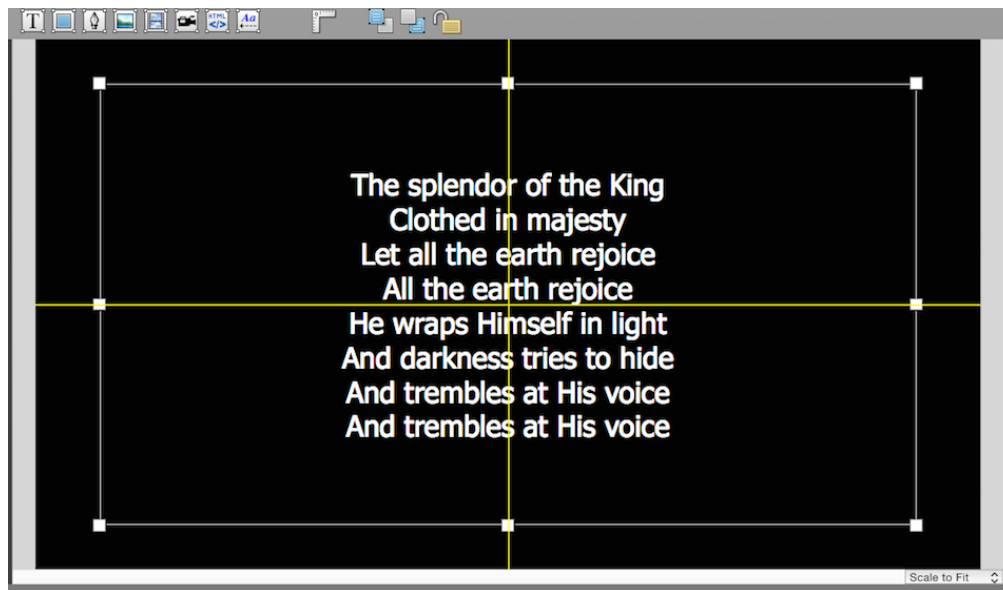 T HTML </> Aa
The splendor of the King
Clothed in majesty
Let all the earth rejoice
All the earth rejoice
He wraps Himself in light
And darkness tries to hide
And trembles at His voice
And trembles at His voice
Scale to Fit